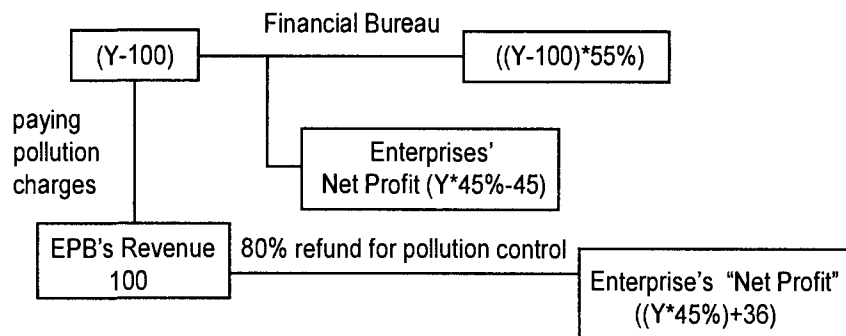 Financial Bureau
(Y-100)
((Y-100)*55%)
paying
pollution
charges
Enterprises'
Net Profit (Y*45%-45)
EPB's Revenue
100
80% refund for pollution control
Enterprise's "Net Profit"
((Y*45%)+36)